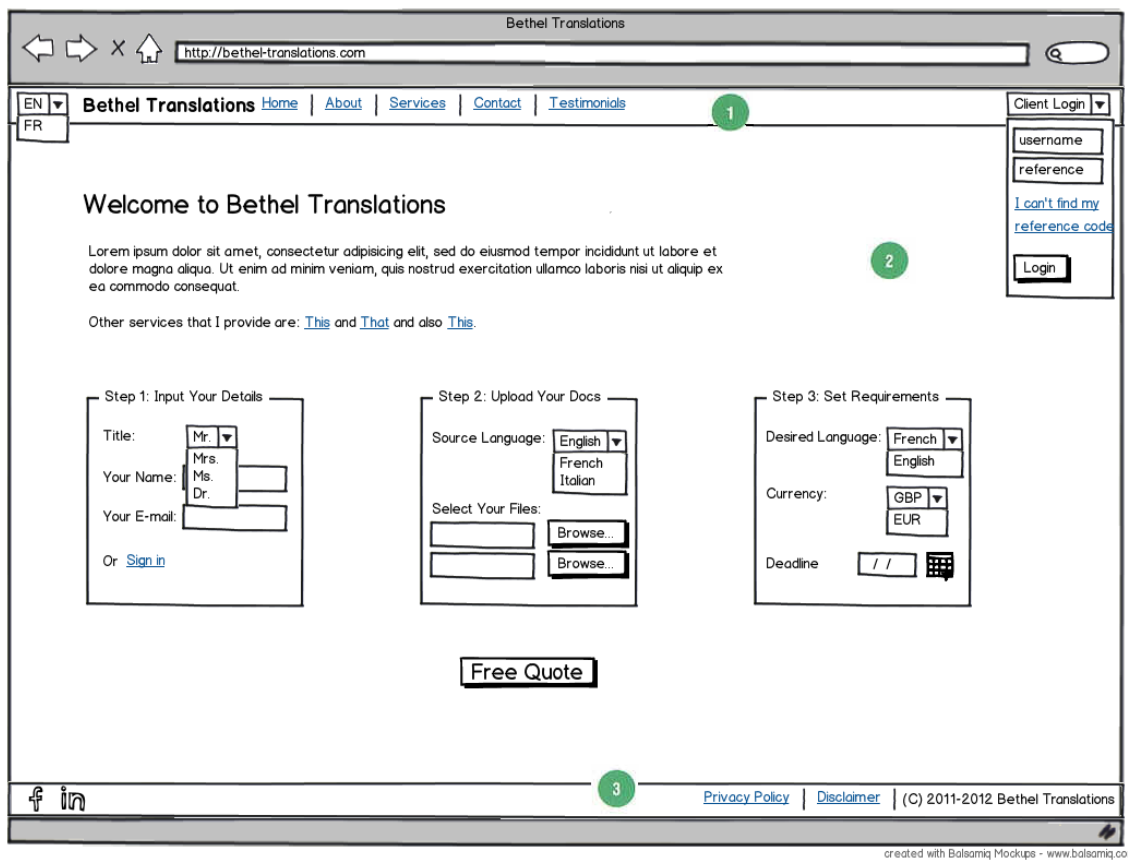 Bethel Translations
http://bethel-translations.com
EN
FR
Bethel Translations Home | About | Services | Contact | Testimonials
1
Client Login
username
reference
I can't find my
reference code
Login
Welcome to Bethel Translations
Lorem ipsum dolor sit amet, consectetur adipisicing elit, sed do eiusmod tempor incididunt ut labore et
dolore magna aliqua. Ut enim ad minim veniam, quis nostrud exercitation ullamco laboris nisi ut aliquip ex
ea commodo consequat.
2
Other services that I provide are: This and That and also This.
Step 1: Input Your Details
Title: Mr.
Mrs.
Ms.
Dr.
Your Name:
Your E-mail:
Or Sign in
Step 2: Upload Your Docs
Source Language: English
French
Italian
Select Your Files:
Browse...
Browse...
Step 3: Set Requirements
Desired Language: French
English
Currency: GBP
EUR
Deadline / /
Free Quote
3
f in
Privacy Policy | Disclaimer | (C) 2011-2012 Bethel Translations
created with Balsamiq Mockups - www.balsamiq.co